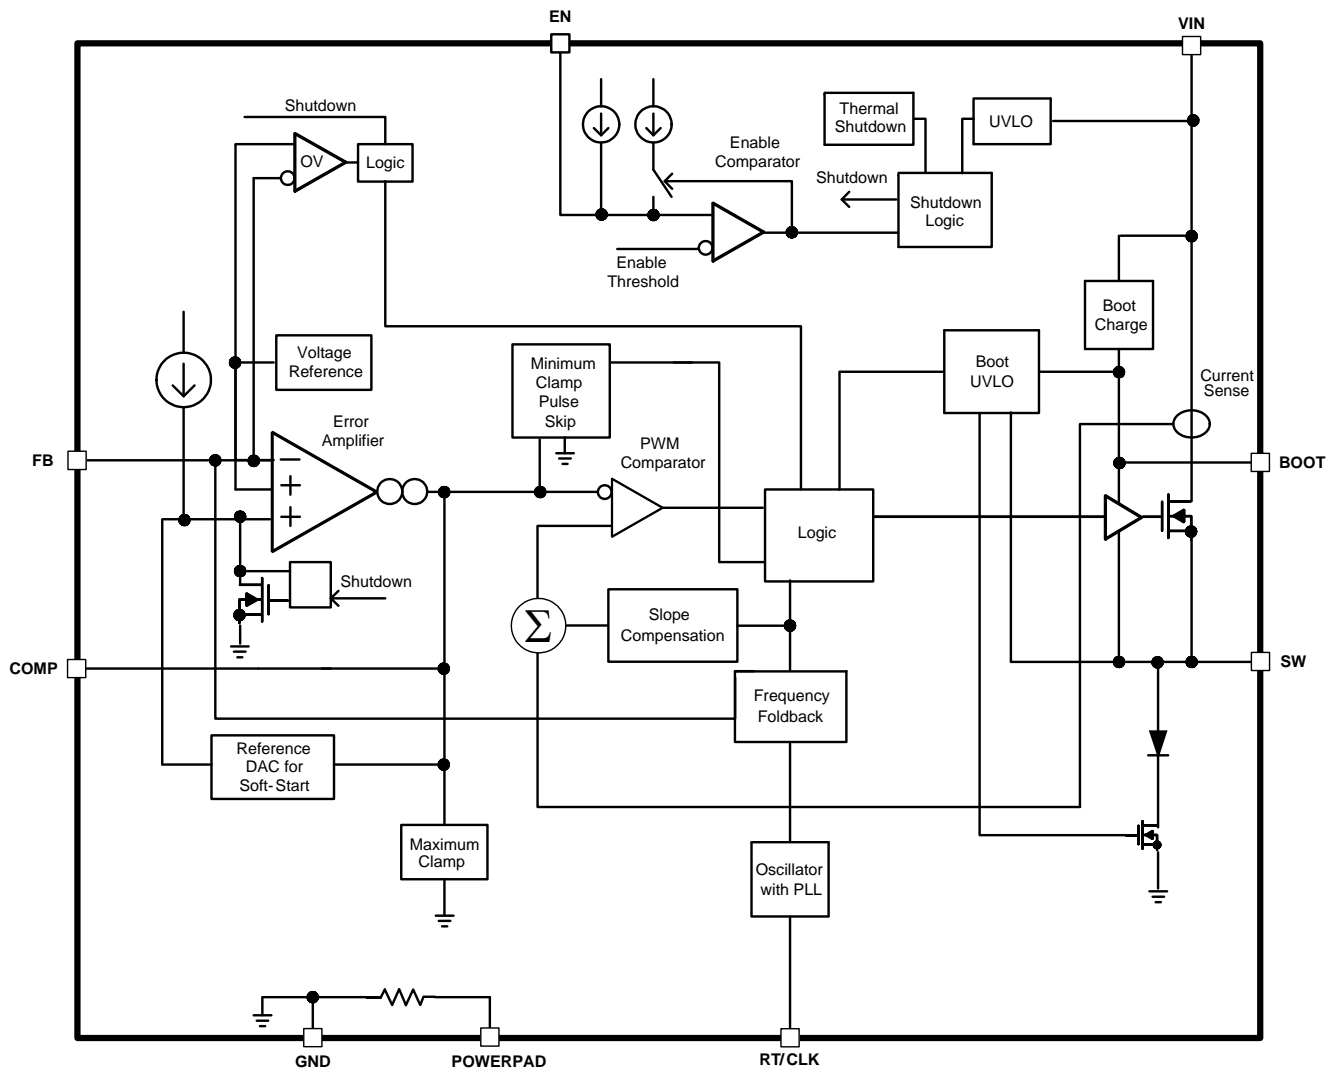 EN
VIN
Shutdown
OV
Logic
Enable
Comparator
Thermal
Shutdown
UVLO
Shutdown
Shutdown
Logic
Enable
Threshold
Boot
Charge
Voltage
Reference
Minimum
Clamp
Pulse
Skip
Boot
UVLO
Current
Sense
Error
Amplifier
PWM
Comparator
FB
BOOT
Logic
Shutdown
Σ
Slope
Compensation
COMP
SW
Frequency
Foldback
Reference
DAC for
Soft-Start
Maximum
Clamp
Oscillator
with PLL
GND
POWERPAD
RT/CLK